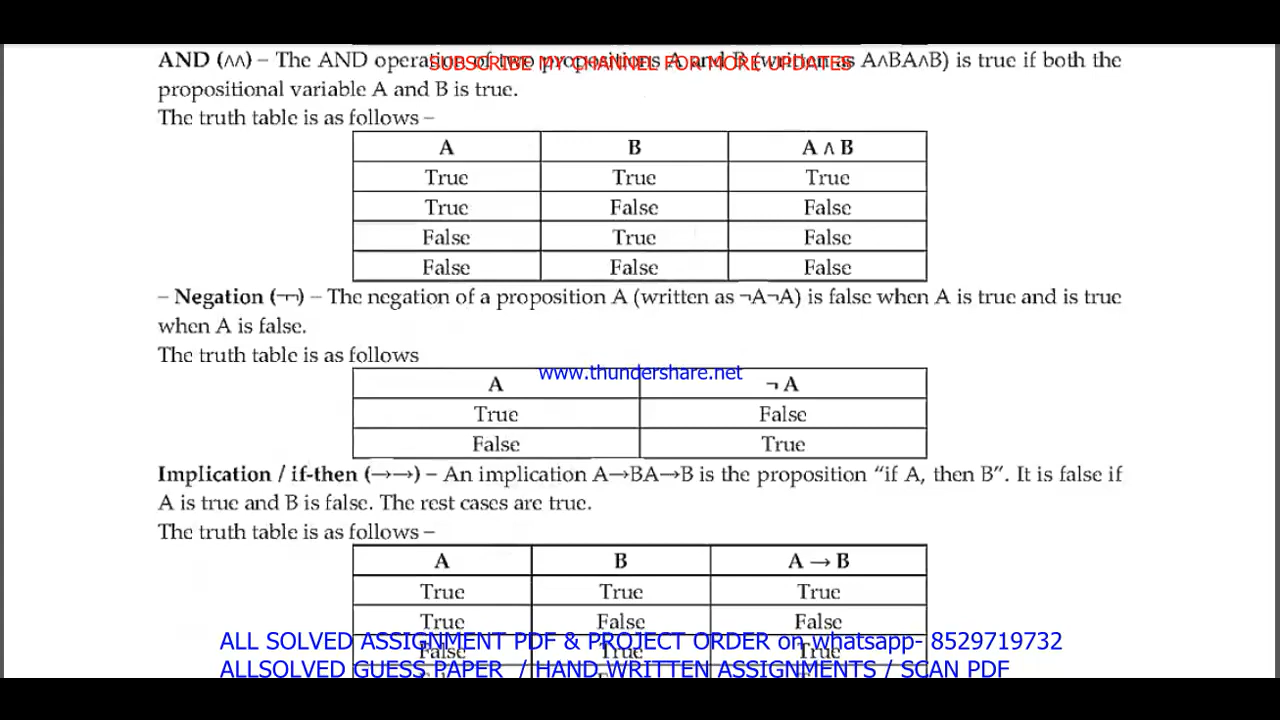 AND (∧∧) – The AND operation of two propositions A and B (written as A∧BA∧B) is true if both the
SUBSCRIBE MY CHANNEL FOR MORE UPDATES
propositional variable A and B is true.
The truth table is as follows –
A B A ∧ B
True True True
True False False
False True False
False False False
– Negation (¬¬) – The negation of a proposition A (written as ¬A¬A) is false when A is true and is true
when A is false.
The truth table is as follows
www.thundershare.net
A ¬ A
True False
False True
Implication / if-then (→→) – An implication A→BA→B is the proposition “if A, then B”. It is false if
A is true and B is false. The rest cases are true.
The truth table is as follows –
A B A → B
True True True
True False False
ALL SOLVED ASSIGNMENT PDF & PROJECT ORDER on whatsapp- 8529719732
False True True
ALLSOLVED GUESS PAPER / HAND WRITTEN ASSIGNMENTS / SCAN PDF